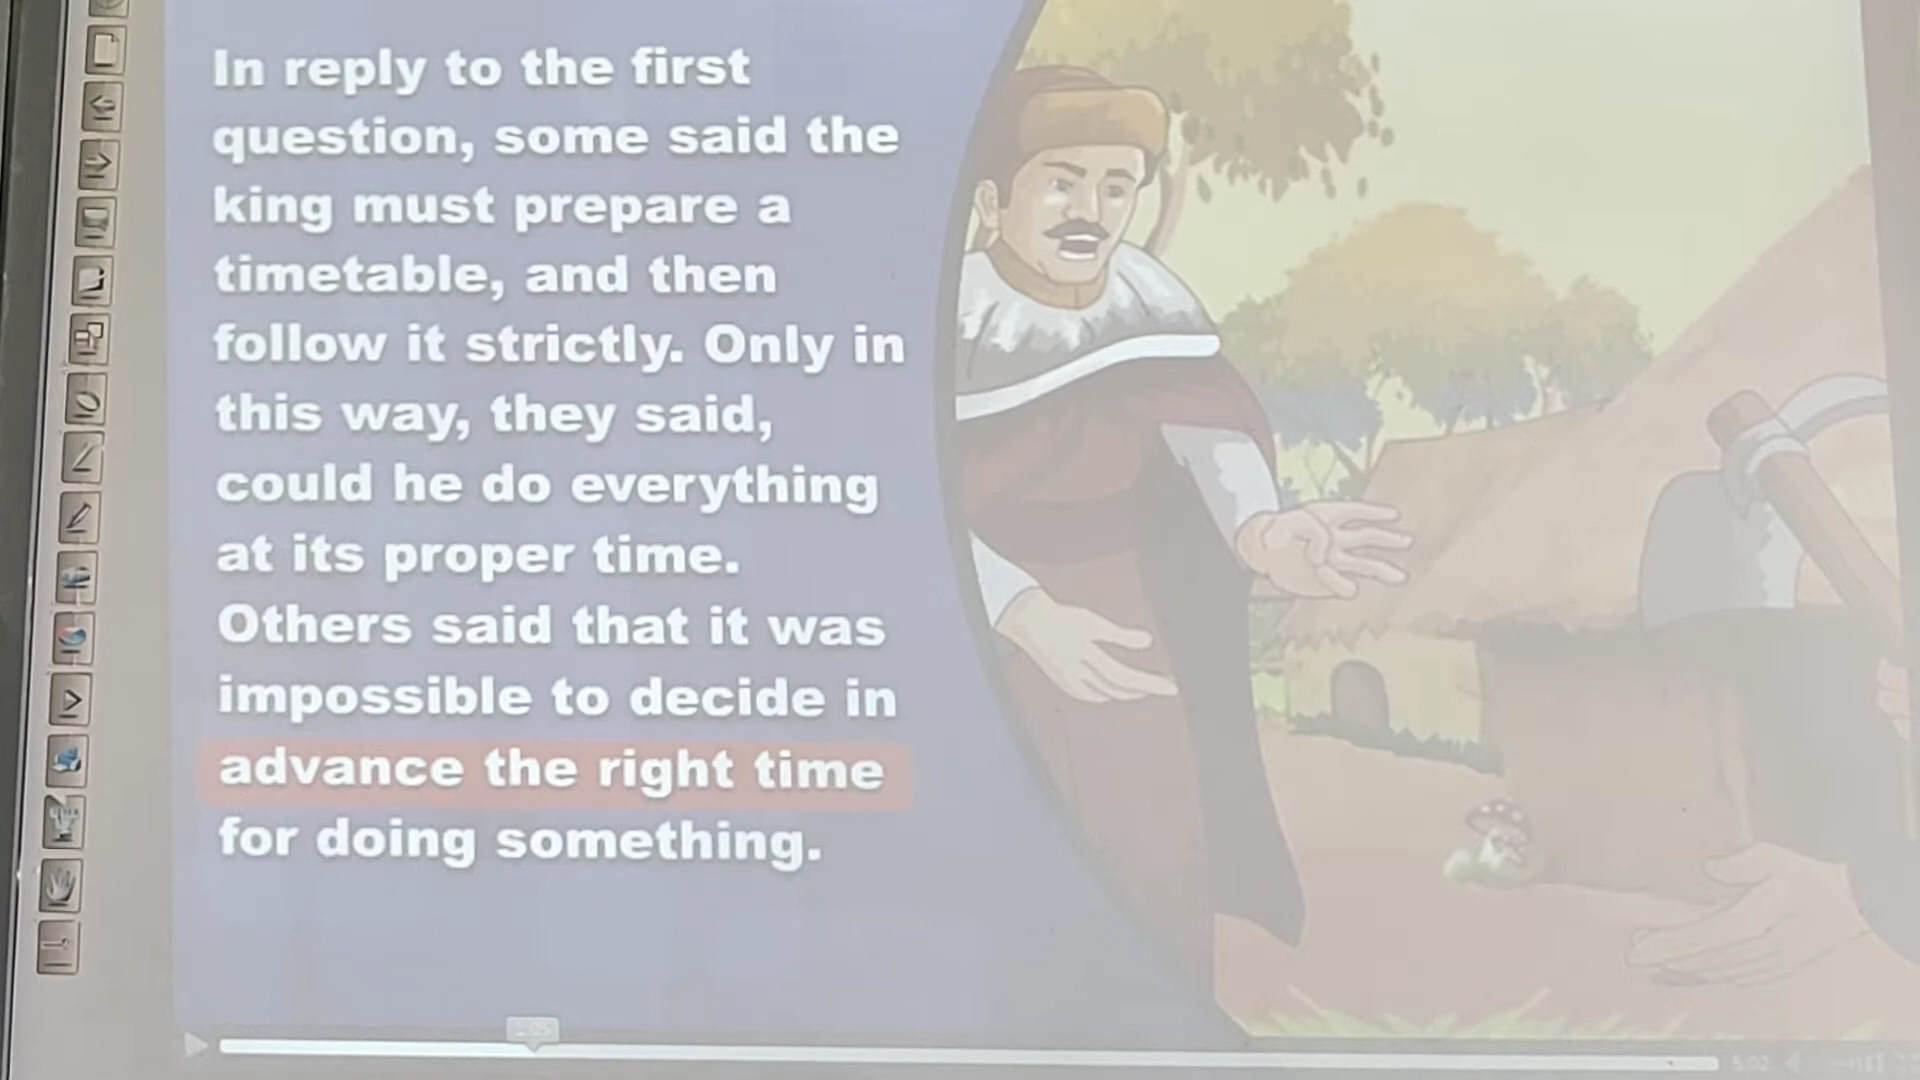 In reply to the first
question, some said the
king must prepare a
timetable, and then
follow it strictly. Only in
this way, they said,
could he do everything
at its proper time.
Others said that it was
impossible to decide in
advance the right time
for doing something.
5:02